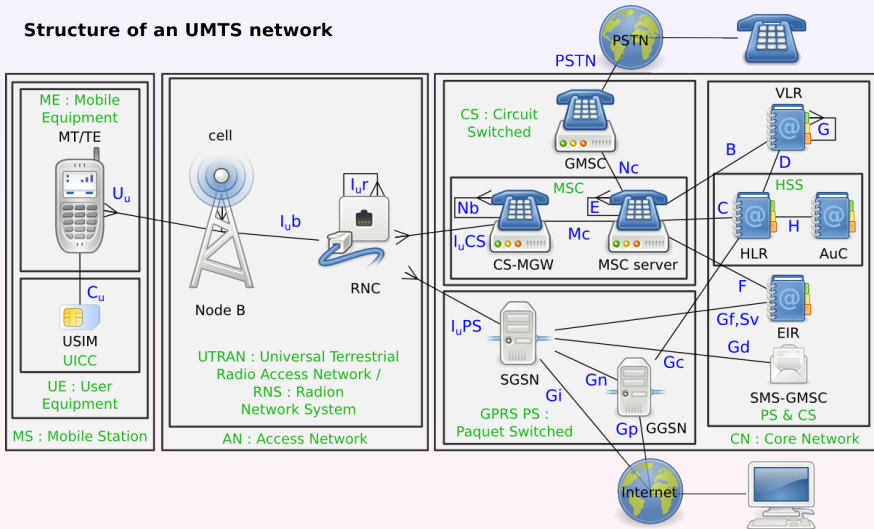 Structure of an UMTS network
PSTN
PSTN
ME : Mobile
Equipment
MT/TE
cell
CS : Circuit
Switched
VLR
G
GMSC
B
D
Nc
Uu
Iur
MSC
HSS
Nb
E
C
Iub
IuCS
Mc
H
CS-MGW
MSC server
HLR
AuC
RNC
Cu
F
Node B
Gf,Sv
IuPS
EIR
USIM
UICC
Gd
UTRAN : Universal Terrestrial
Radio Access Network /
RNS : Radion
Network System
Gc
SGSN
Gn
Gi
UE : User
Equipment
SMS-GMSC
PS & CS
GPRS PS :
Paquet Switched
Gp
GGSN
MS : Mobile Station
AN : Access Network
CN : Core Network
Internet